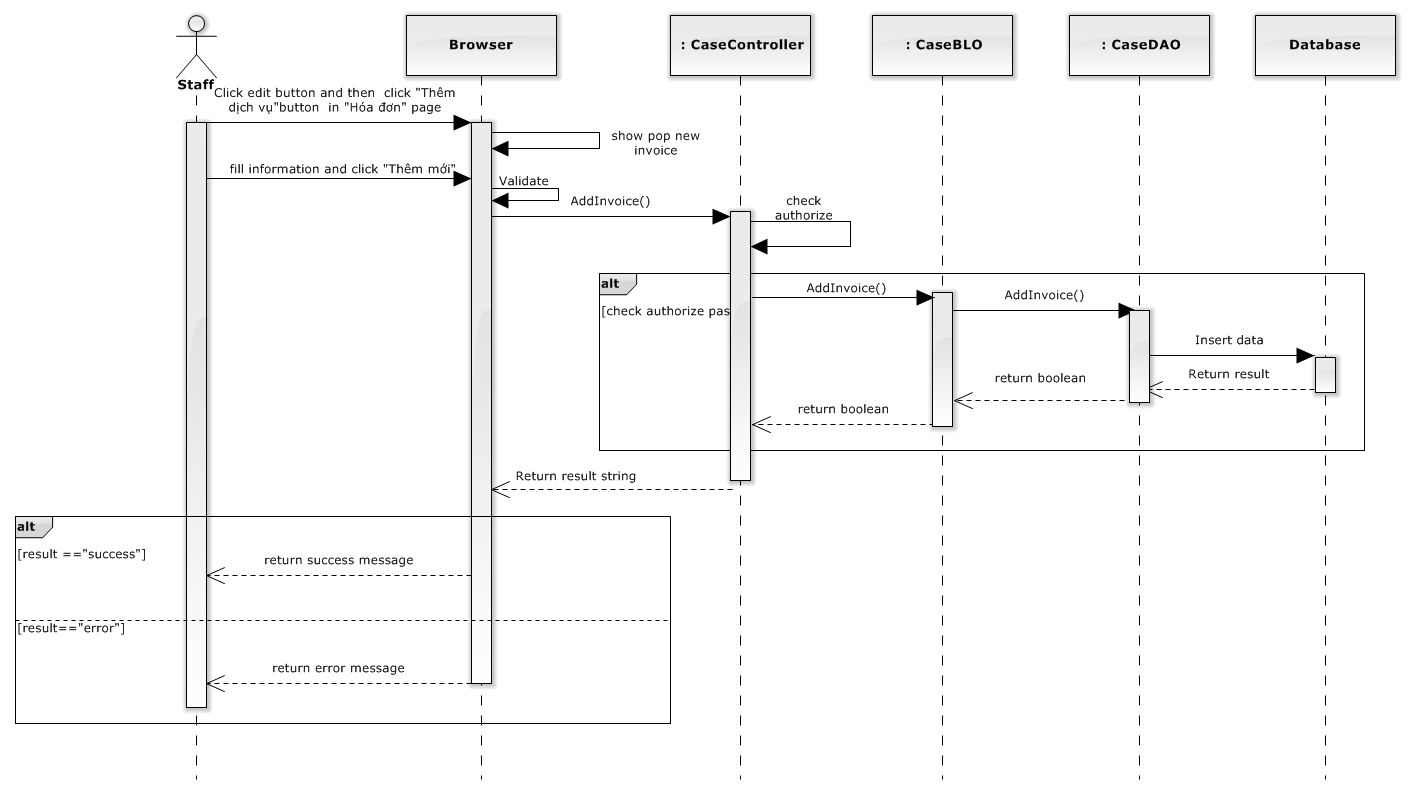 Browser
: CaseController
: CaseBLO
: CaseDAO
Database
Staff
Click edit button and then  click "Thêm
dịch vụ"button  in "Hóa đơn" page
show pop new
invoice
fill information and click "Thêm mới"
Validate
AddInvoice()
check
authorize
alt
AddInvoice()
AddInvoice()
[check authorize pas
Insert data
Return result
return boolean
return boolean
Return result string
alt
[result =="success"]
return success message
[result=="error"]
return error message